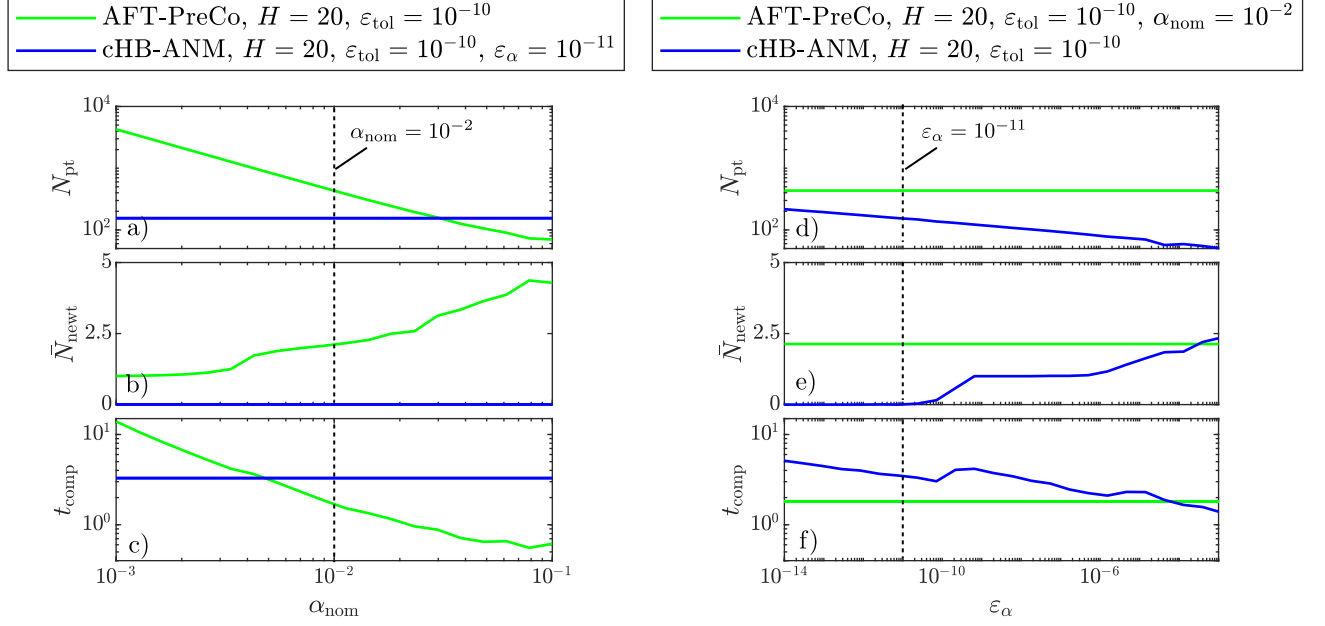 AFT-PreCo, H = 20, ε_tol = 10^-10
cHB-ANM, H = 20, ε_tol = 10^-10, ε_α = 10^-11
AFT-PreCo, H = 20, ε_tol = 10^-10, α_nom = 10^-2
cHB-ANM, H = 20, ε_tol = 10^-10
10^4
10^2
N_pt
α_nom = 10^-2
a)
5
2.5
0
N̄_newt
b)
10^1
10^0
t_comp
c)
10^-3
10^-2
10^-1
α_nom
10^4
10^2
N_pt
ε_α = 10^-11
d)
5
2.5
0
N̄_newt
e)
10^1
10^0
t_comp
f)
10^-14
10^-10
10^-6
ε_α